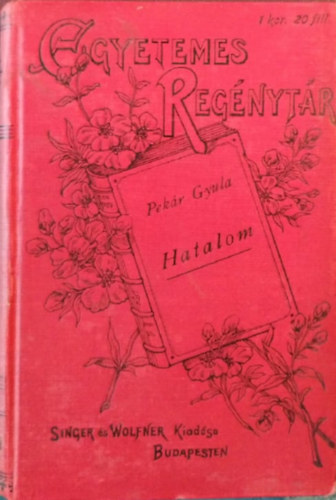 1 kor. 20 fill.
EGYETEMES
REGÉNYTÁR
Pekár Gyula
Hatalom
SINGER és WOLFNER Kiadása
BUDAPESTEN